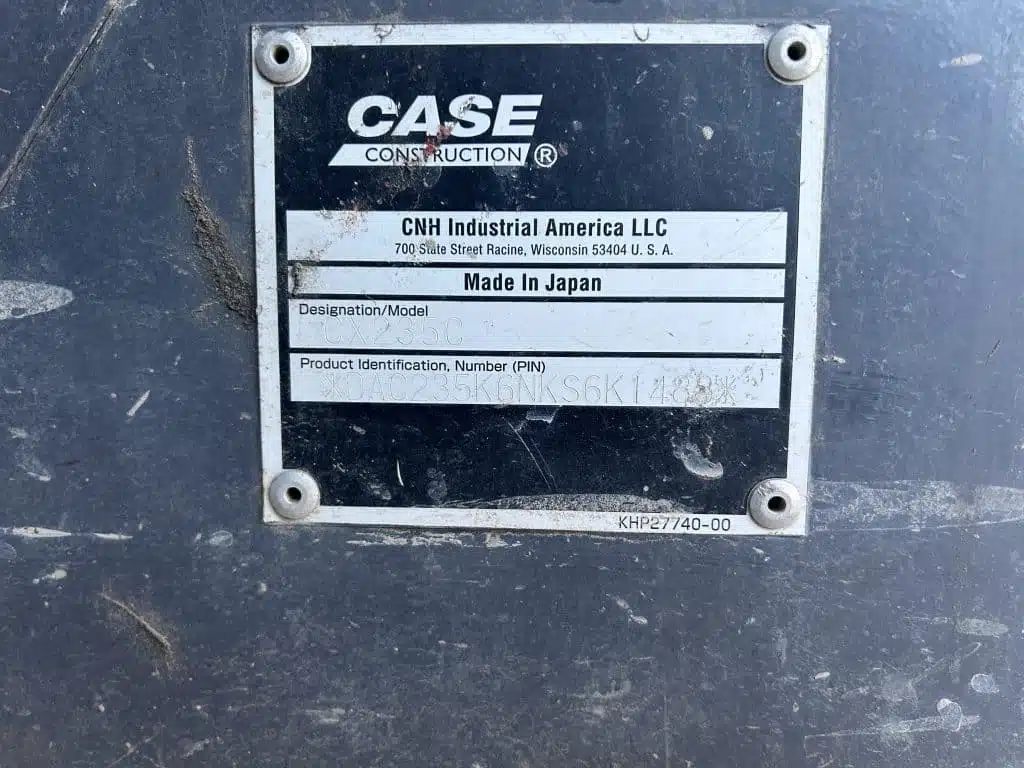 CASE
CONSTRUCTION ®
CNH Industrial America LLC
700 State Street Racine, Wisconsin 53404 U. S. A.
Made In Japan
Designation/Model
CX235C
Product Identification, Number (PIN)
*DAC235K6NKS6K1488*
KHP27740-00